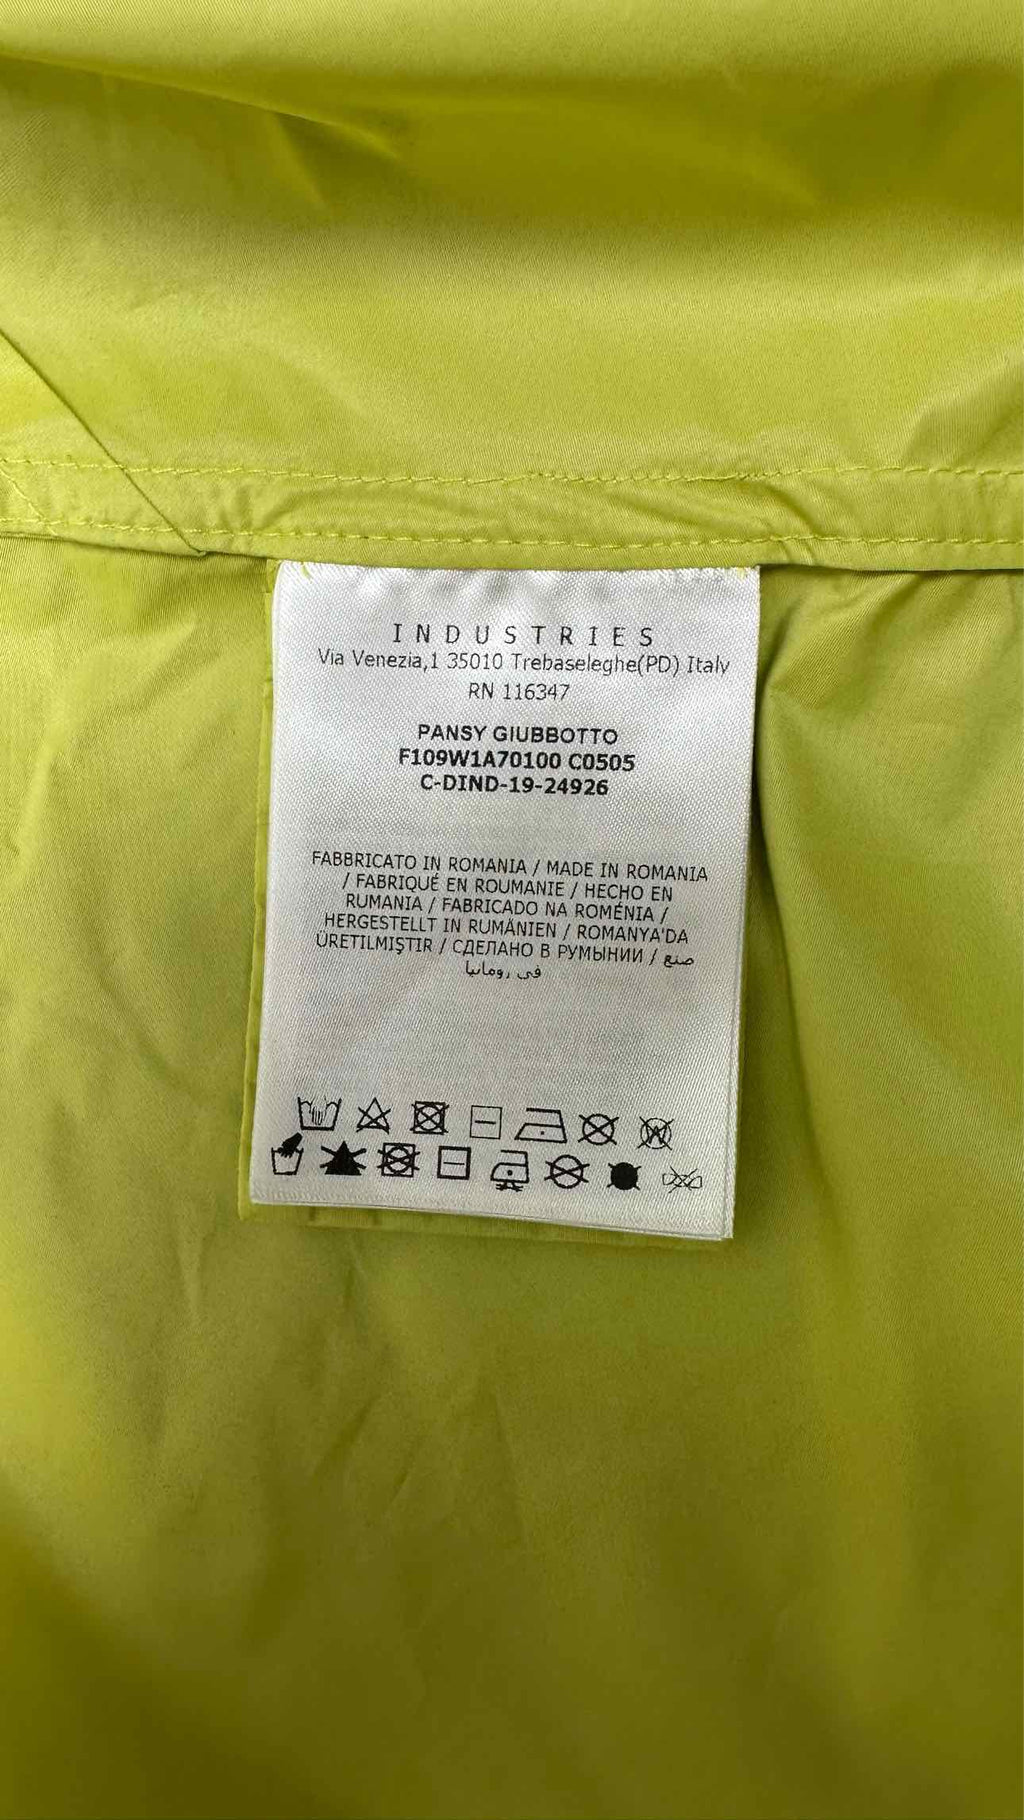 INDUSTRIES
Via Venezia,1 35010 Trebaseleghe(PD) Italy
RN 116347
PANSY GIUBBOTTO
F109W1A70100 C0505
C-DIND-19-24926
FABBRICATO IN ROMANIA / MADE IN ROMANIA
/ FABRIQUÉ EN ROUMANIE / HECHO EN
RUMANIA / FABRICADO NA ROMÉNIA /
HERGESTELLT IN RUMÄNIEN / ROMANYA'DA
ÜRETILMIŞTIR / СДЕЛАНО В РУМЫНИИ / صنع
في رومانيا
W